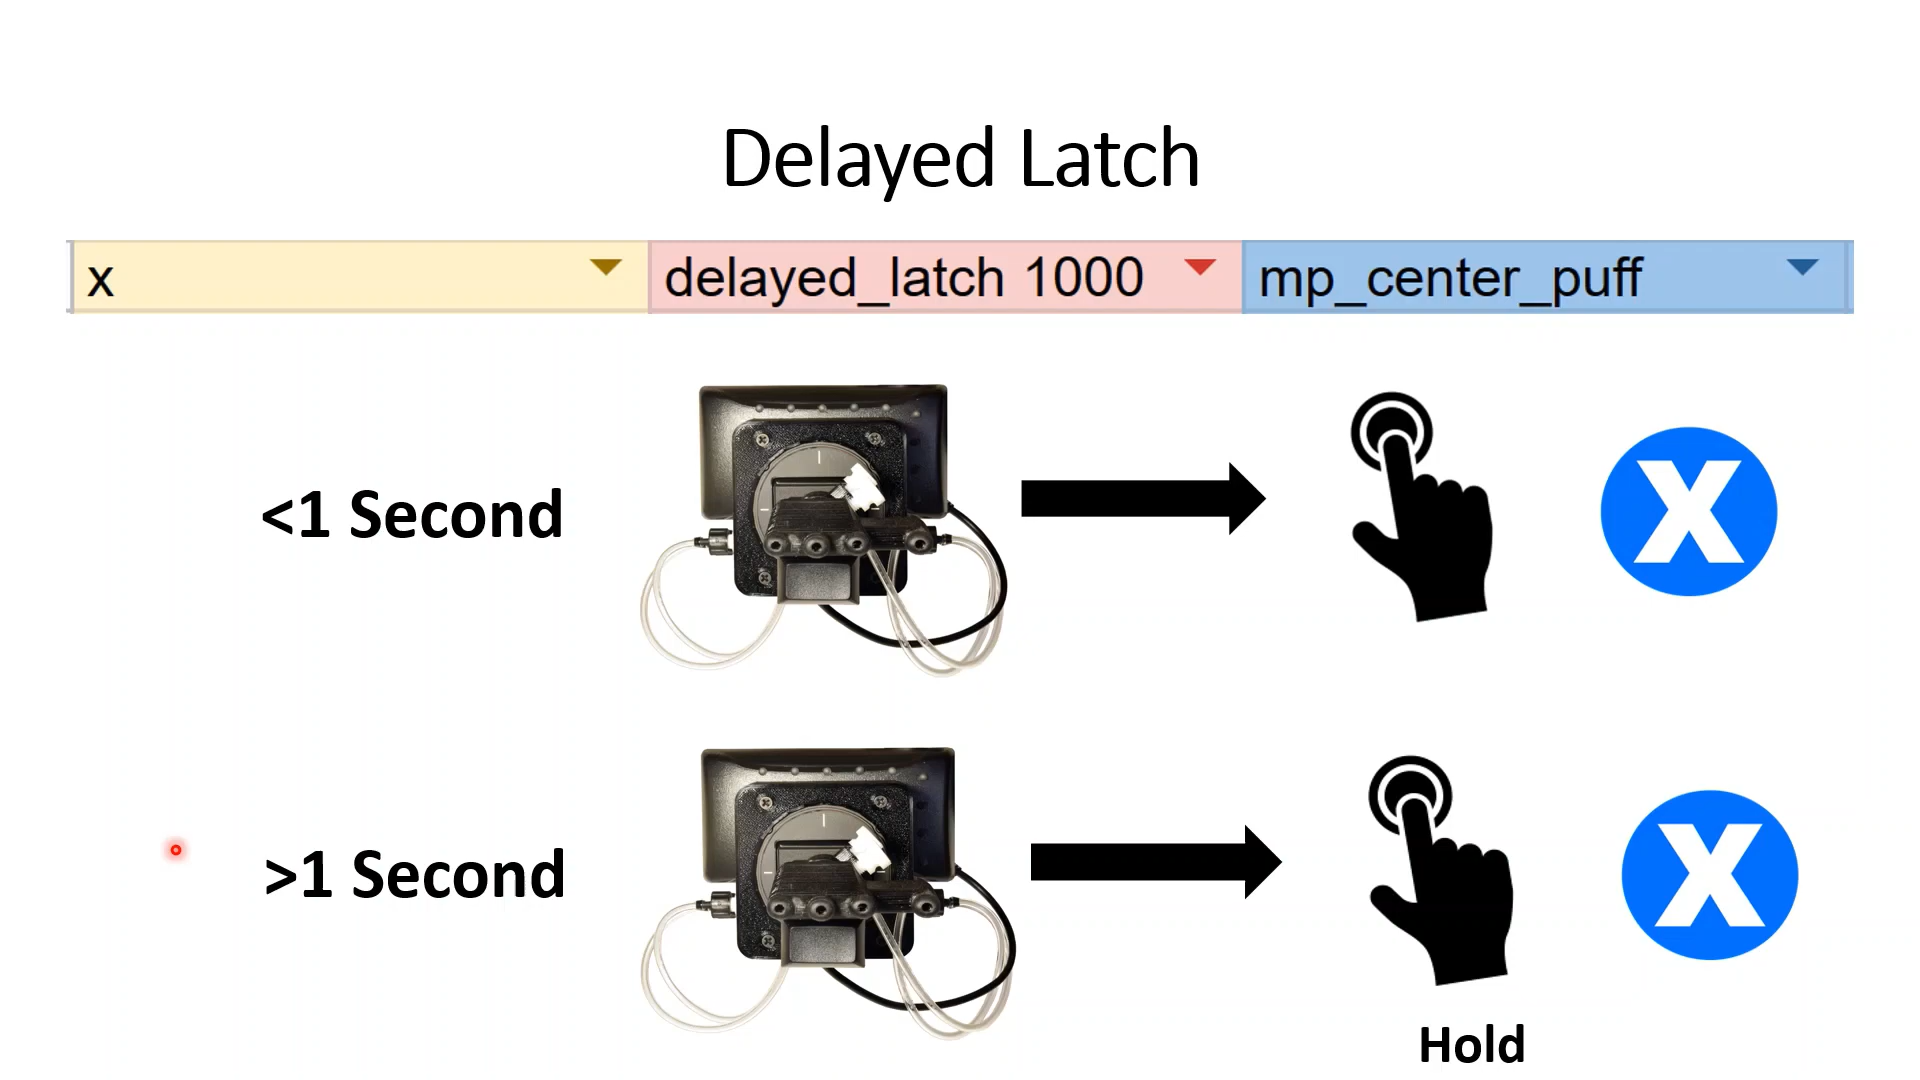 Delayed Latch
x delayed_latch 1000 mp_center_puff
<1 Second
X
>1 Second
X
Hold